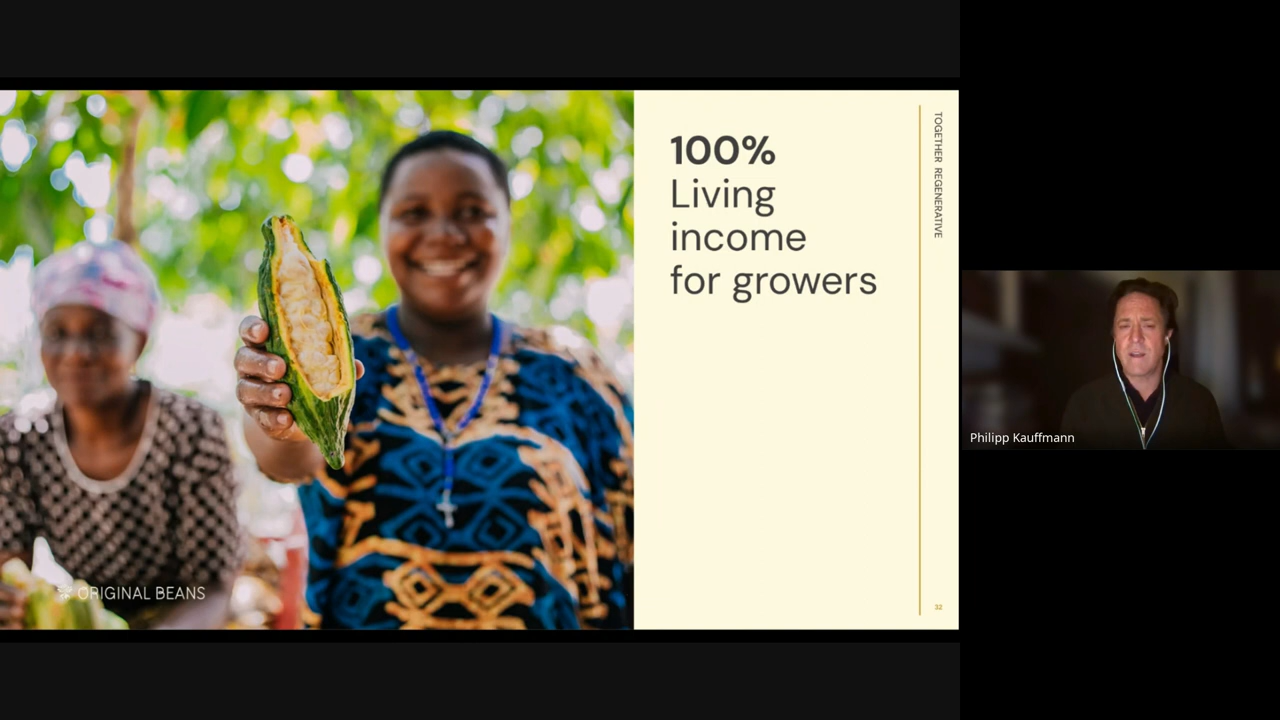 100%
Living
income
for growers
TOGETHER REGENERATIVE
ORIGINAL BEANS
32
Philipp Kauffmann